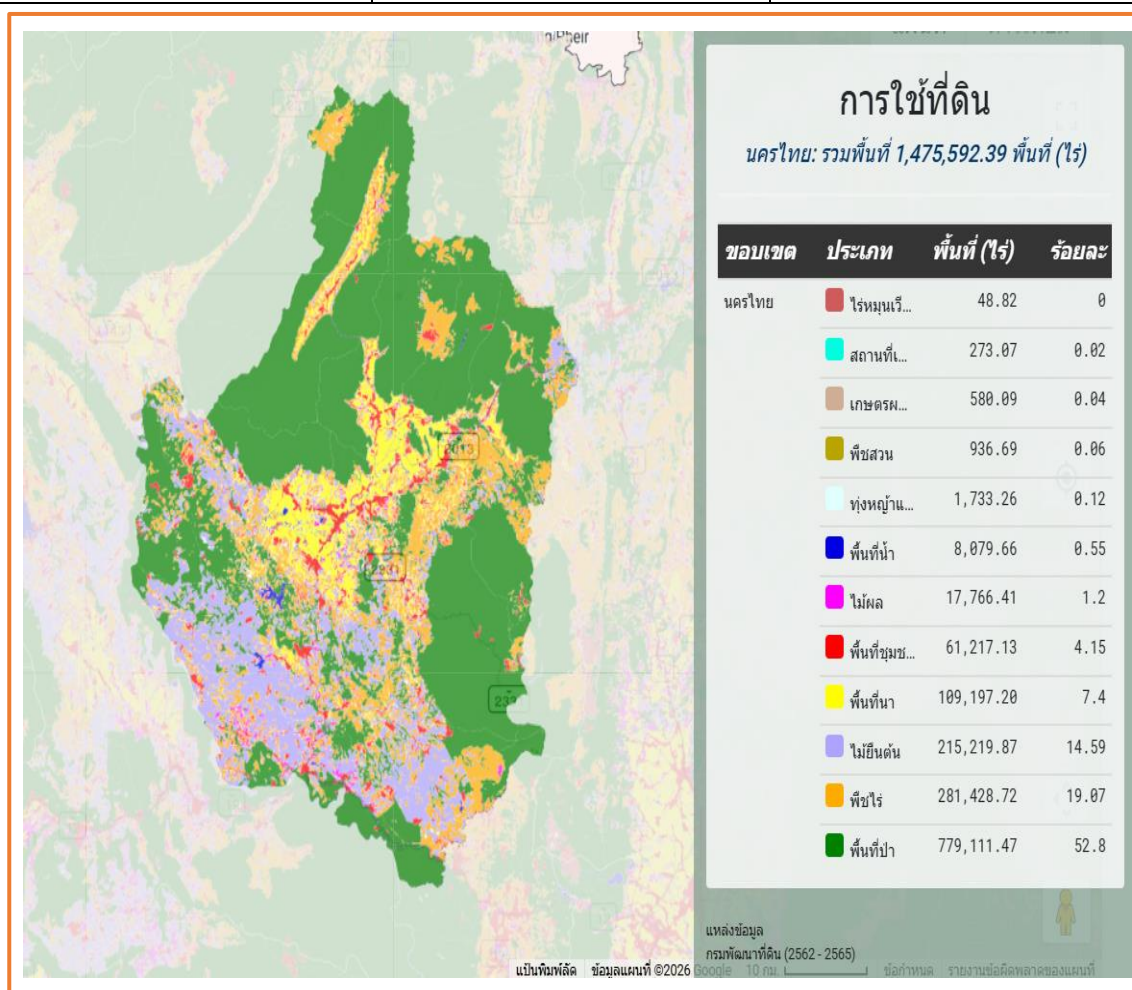 การใช้ที่ดิน
นครไทย: รวมพื้นที่ 1,475,592.39 พื้นที่ (ไร่)
ขอบเขต ประเภท พื้นที่ (ไร่) ร้อยละ
นครไทย ไร่หมุนเวี... 48.82 0
สถานที่เ... 273.07 0.02
เกษตรผ... 580.09 0.04
พืชสวน 936.69 0.06
ทุ่งหญ้าแ... 1,733.26 0.12
พื้นที่น้ำ 8,079.66 0.55
ไม้ผล 17,766.41 1.2
พื้นที่ชุมช... 61,217.13 4.15
พื้นที่นา 109,197.20 7.4
ไม้ยืนต้น 215,219.87 14.59
พืชไร่ 281,428.72 19.07
พื้นที่ป่า 779,111.47 52.8
2013
แหล่งข้อมูล
กรมพัฒนาที่ดิน (2562 - 2565)
แป้นพิมพ์ลัด ข้อมูลแผนที่ ©2026 Google 10 กม. ข้อกำหนด รายงานข้อผิดพลาดของแผนที่